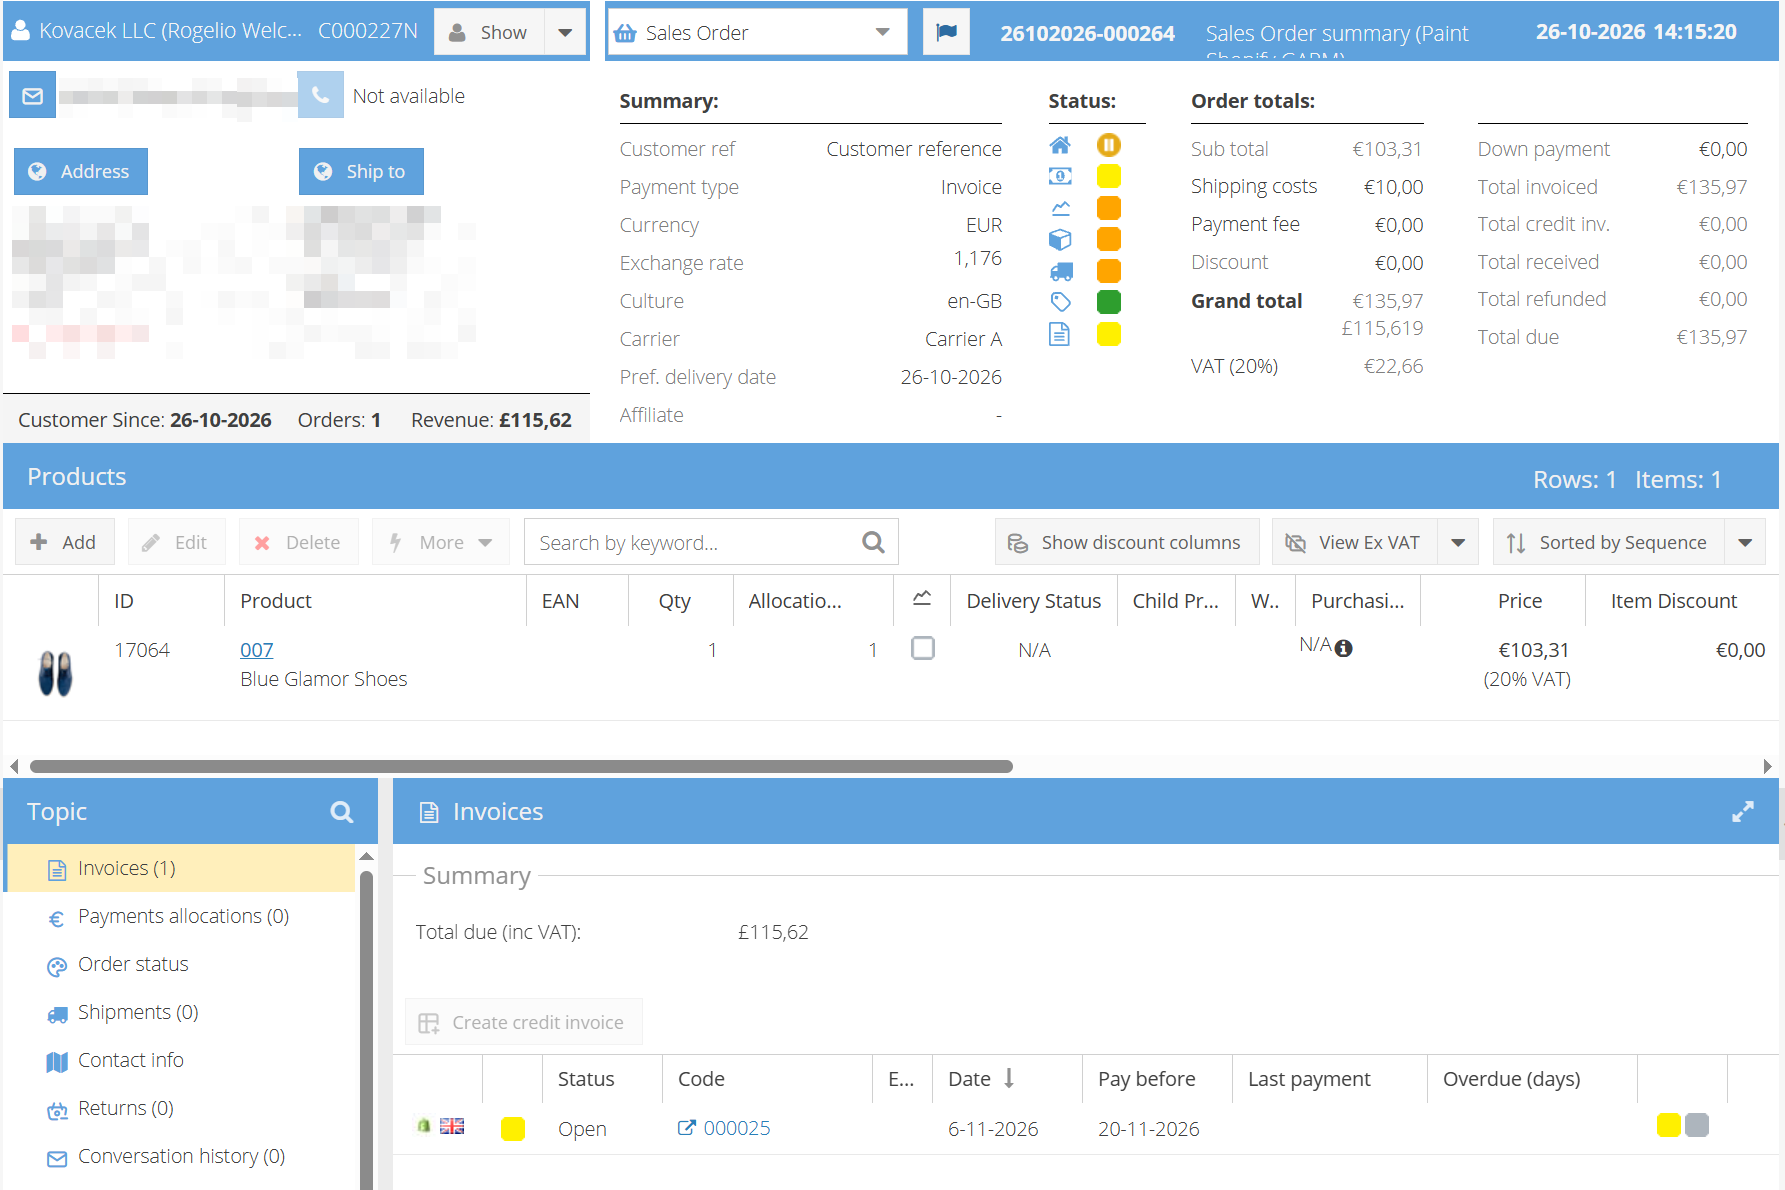 Kovacek LLC (Rogelio Welc... C000227N Show
Sales Order 26102026-000264 Sales Order summary (Paint 26-10-2026 14:15:20
Shopify GARM)
Not available
Address Ship to
Customer Since: 26-10-2026 Orders: 1 Revenue: £115,62
Summary:
Customer ref Customer reference
Payment type Invoice
Currency EUR
Exchange rate 1,176
Culture en-GB
Carrier Carrier A
Pref. delivery date 26-10-2026
Affiliate -
Status:
Order totals:
Sub total €103,31
Shipping costs €10,00
Payment fee €0,00
Discount €0,00
Grand total €135,97
£115,619
VAT (20%) €22,66
Down payment €0,00
Total invoiced €135,97
Total credit inv. €0,00
Total received €0,00
Total refunded €0,00
Total due €135,97
Products Rows: 1 Items: 1
Add Edit Delete More Search by keyword... Show discount columns View Ex VAT Sorted by Sequence
ID Product EAN Qty Allocatio... Delivery Status Child Pr... W.. Purchasi... Price Item Discount
17064 007 1 1 N/A N/A €103,31 €0,00
Blue Glamor Shoes (20% VAT)
Topic
Invoices (1)
Payments allocations (0)
Order status
Shipments (0)
Contact info
Returns (0)
Conversation history (0)
Invoices
Summary
Total due (inc VAT): £115,62
Create credit invoice
Status Code E... Date Pay before Last payment Overdue (days)
Open 000025 6-11-2026 20-11-2026